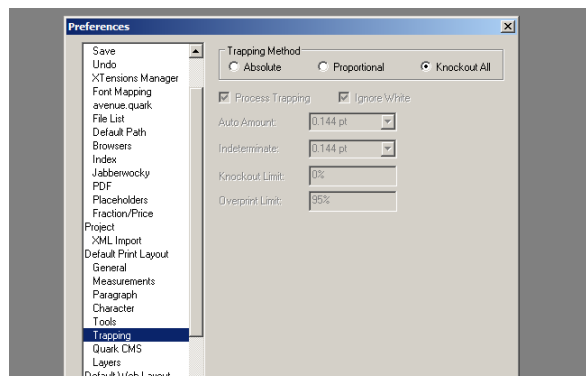 Preferences
Save
Undo
XTensions Manager
Font Mapping
avenue.quark
File List
Default Path
Browsers
Index
Jabberwocky
PDF
Placeholders
Fraction/Price
Project
XML Import
Default Print Layout
General
Measurements
Paragraph
Character
Tools
Trapping
Quark CMS
Layers
Default Web Layout
Trapping Method
Absolute Proportional Knockout All
Process Trapping Ignore White
Auto Amount: 0.144 pt
Indeterminate: 0.144 pt
Knockout Limit: 0%
Overprint Limit: 95%